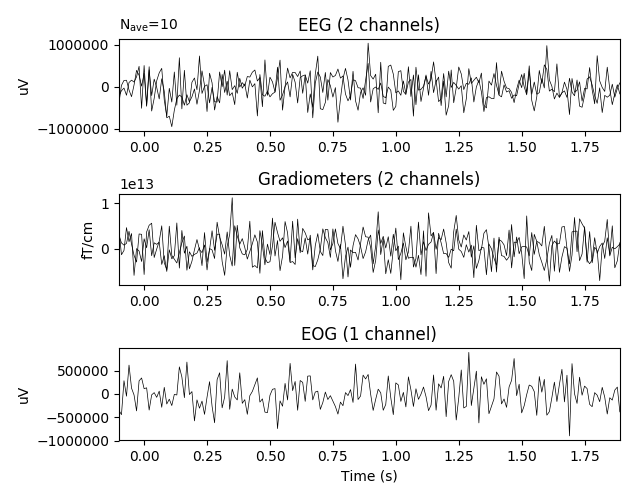 N_ave=10
EEG (2 channels)
1000000
0
−1000000
uV
0.00 0.25 0.50 0.75 1.00 1.25 1.50 1.75
1e13
Gradiometers (2 channels)
1
0
fT/cm
0.00 0.25 0.50 0.75 1.00 1.25 1.50 1.75
EOG (1 channel)
500000
0
−500000
−1000000
uV
0.00 0.25 0.50 0.75 1.00 1.25 1.50 1.75
Time (s)